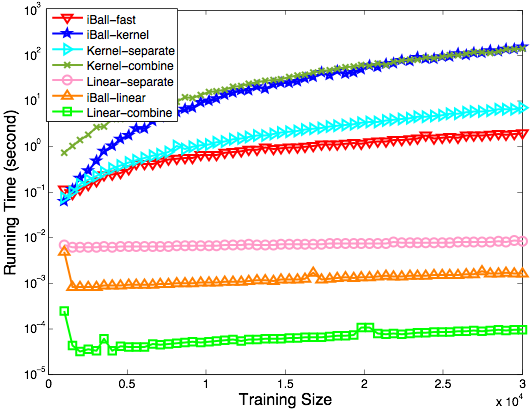 10^3
10^2
10^1
10^0
10^-1
10^-2
10^-3
10^-4
10^-5
Running Time (second)
iBall-fast
iBall-kernel
Kernel-separate
Kernel-combine
Linear-separate
iBall-linear
Linear-combine
0 0.5 1 1.5 2 2.5 3
x 10^4
Training Size